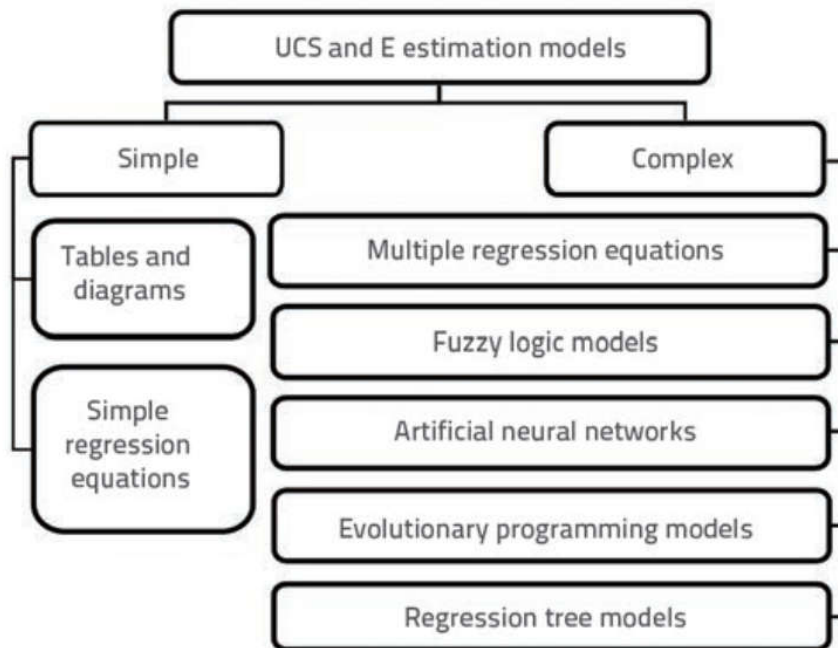 UCS and E estimation models
Simple
Complex
Tables and
diagrams
Simple
regression
equations
Multiple regression equations
Fuzzy logic models
Artificial neural networks
Evolutionary programming models
Regression tree models